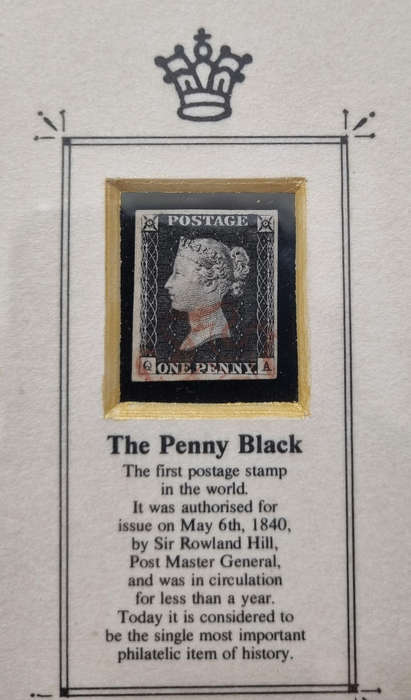 POSTAGE
Q ONE PENNY. A
The Penny Black
The first postage stamp
in the world.
It was authorised for
issue on May 6th, 1840,
by Sir Rowland Hill,
Post Master General,
and was in circulation
for less than a year.
Today it is considered to
be the single most important
philatelic item of history.